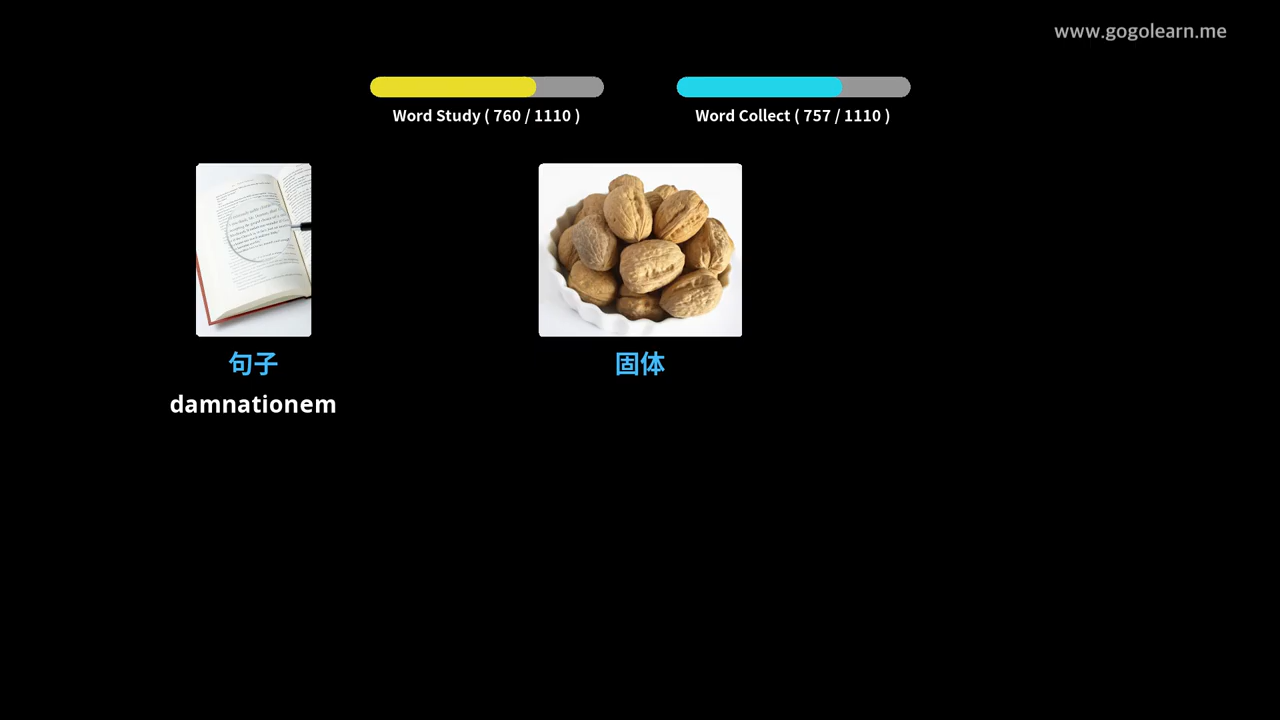 www.gogolearn.me
Word Study ( 760 / 1110 )
Word Collect ( 757 / 1110 )
句子
固体
damnationem